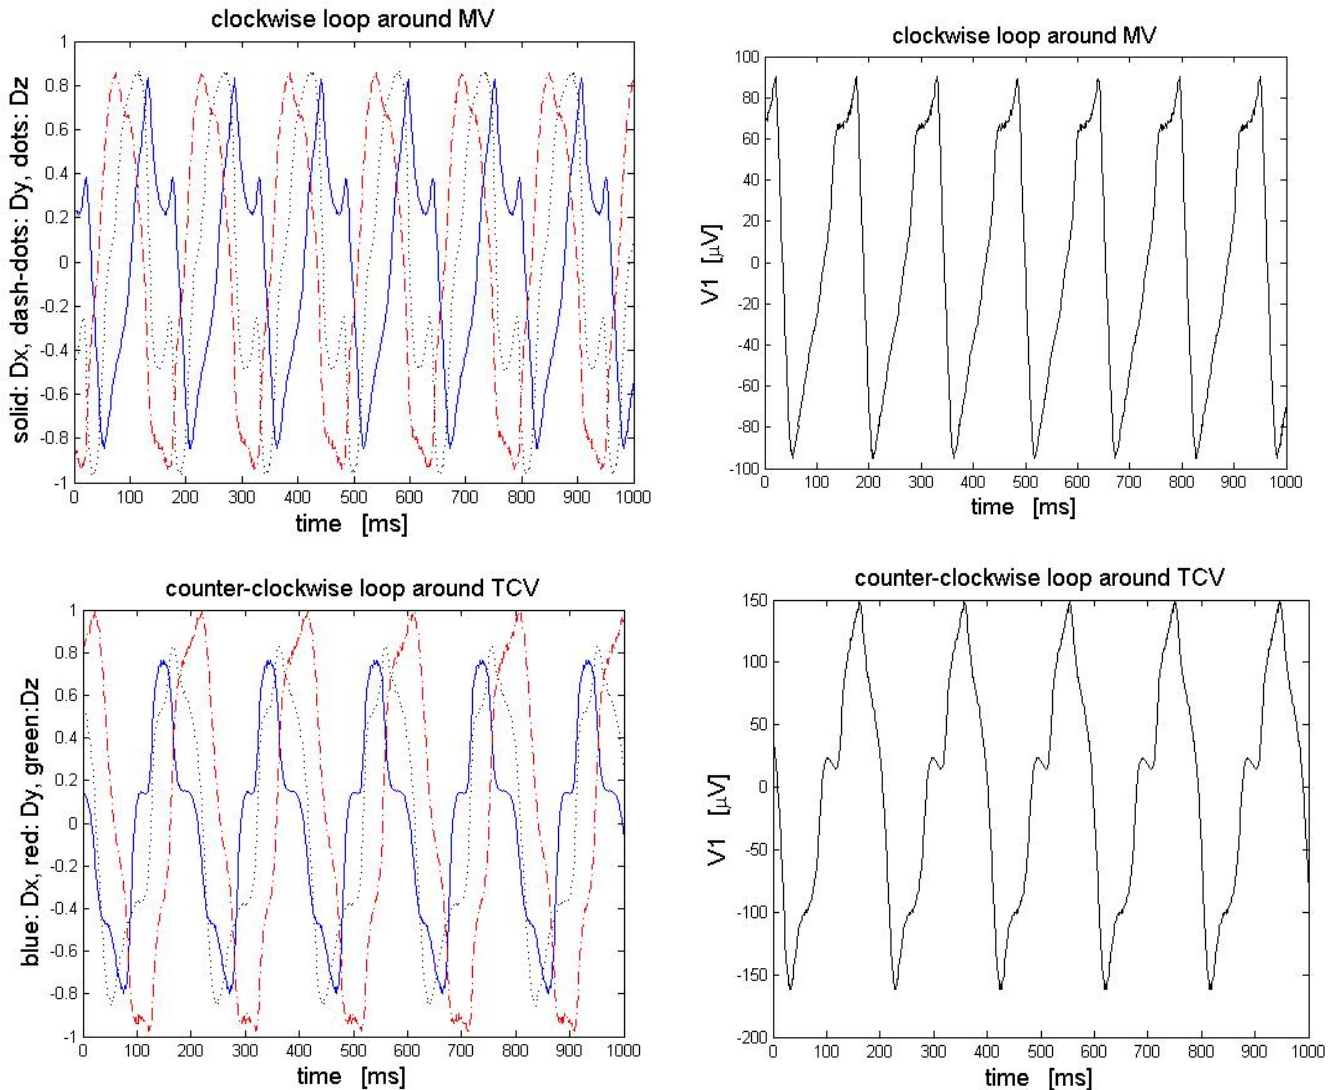 clockwise loop around MV
solid: Dx, dash-dots: Dy, dots: Dz
1
0.8
0.6
0.4
0.2
0
-0.2
-0.4
-0.6
-0.8
-1
0 100 200 300 400 500 600 700 800 900 1000
time [ms]
clockwise loop around MV
V1 [μV]
100
80
60
40
20
0
-20
-40
-60
-80
-100
0 100 200 300 400 500 600 700 800 900 1000
time [ms]
counter-clockwise loop around TCV
blue: Dx, red: Dy, green:Dz
1
0.8
0.6
0.4
0.2
0
-0.2
-0.4
-0.6
-0.8
-1
0 100 200 300 400 500 600 700 800 900 1000
time [ms]
counter-clockwise loop around TCV
V1 [μV]
150
100
50
0
-50
-100
-150
-200
0 100 200 300 400 500 600 700 800 900 1000
time [ms]